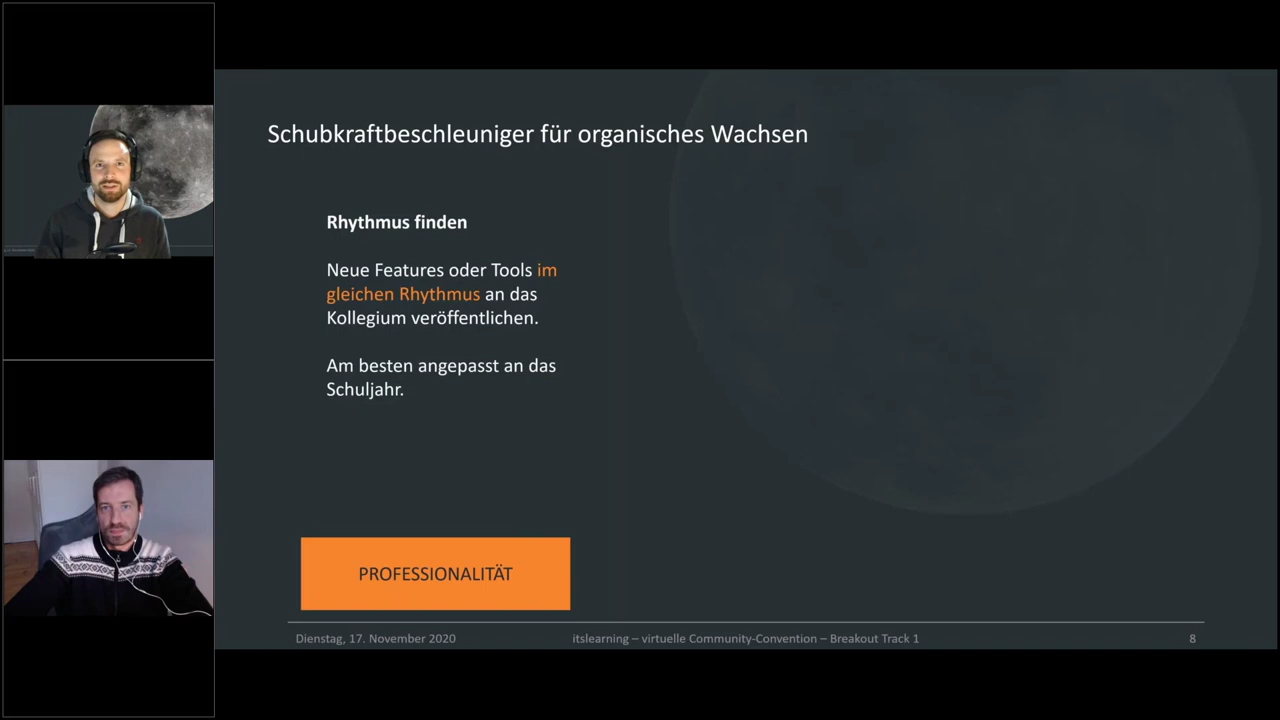 Schubkraftbeschleuniger für organisches Wachsen
Rhythmus finden
Neue Features oder Tools im
gleichen Rhythmus an das
Kollegium veröffentlichen.
Am besten angepasst an das
Schuljahr.
PROFESSIONALITÄT
Dienstag, 17. November 2020
itslearning – virtuelle Community-Convention – Breakout Track 1
8